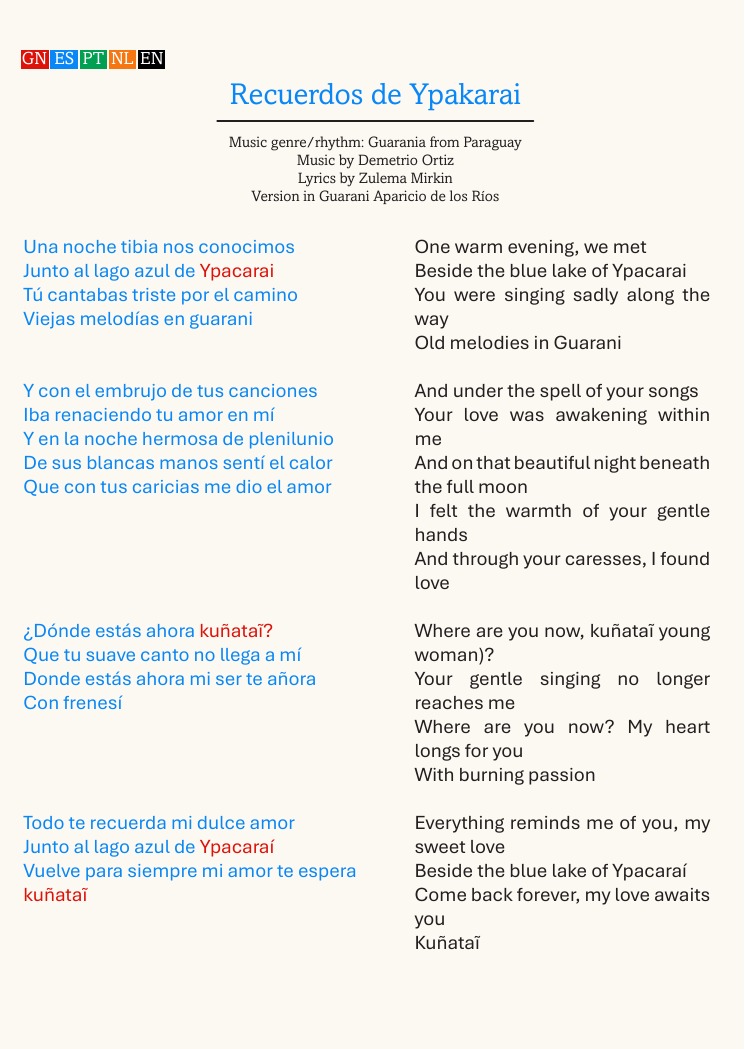 GN ES PT NL EN
Recuerdos de Ypakarai
Music genre/rhythm: Guarania from Paraguay
Music by Demetrio Ortiz
Lyrics by Zulema Mirkin
Version in Guarani Aparicio de los Ríos
Una noche tibia nos conocimos
Junto al lago azul de Ypacarai
Tú cantabas triste por el camino
Viejas melodías en guarani
Y con el embrujo de tus canciones
Iba renaciendo tu amor en mí
Y en la noche hermosa de plenilunio
De sus blancas manos sentí el calor
Que con tus caricias me dio el amor
¿Dónde estás ahora kuñataĩ?
Que tu suave canto no llega a mí
Donde estás ahora mi ser te añora
Con frenesí
Todo te recuerda mi dulce amor
Junto al lago azul de Ypacaraí
Vuelve para siempre mi amor te espera
kuñataĩ
One warm evening, we met
Beside the blue lake of Ypacarai
You were singing sadly along the
way
Old melodies in Guarani
And under the spell of your songs
Your love was awakening within
me
And on that beautiful night beneath
the full moon
I felt the warmth of your gentle
hands
And through your caresses, I found
love
Where are you now, kuñataĩ young
woman)?
Your gentle singing no longer
reaches me
Where are you now? My heart
longs for you
With burning passion
Everything reminds me of you, my
sweet love
Beside the blue lake of Ypacaraí
Come back forever, my love awaits
you
Kuñataĩ